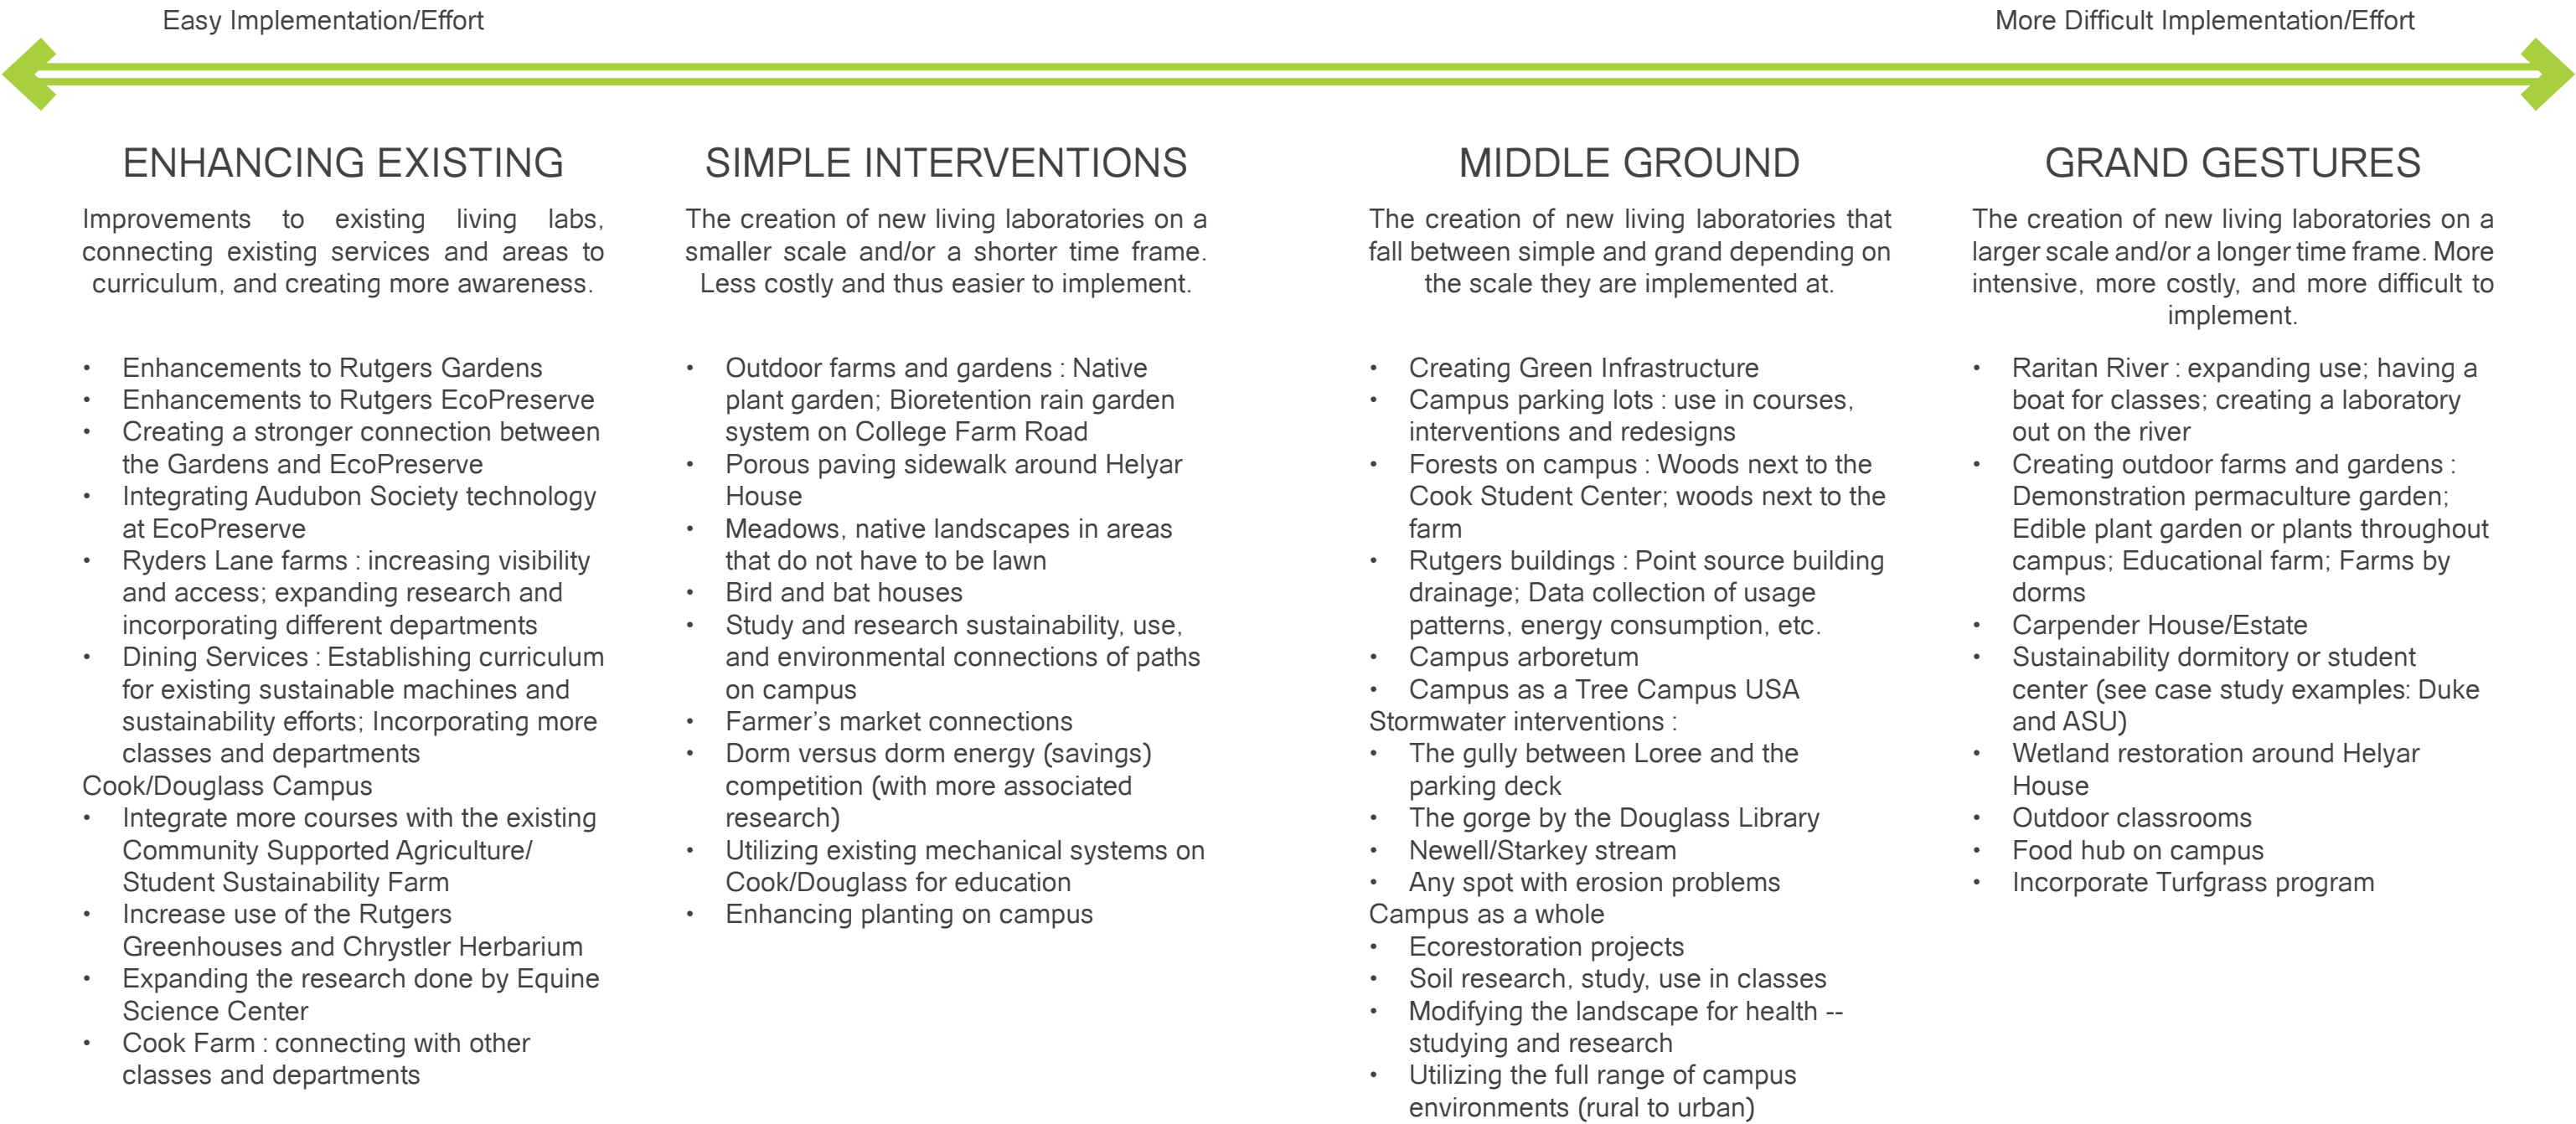 Easy Implementation/Effort
More Difficult Implementation/Effort
ENHANCING EXISTING
Improvements to existing living labs,
connecting existing services and areas to
curriculum, and creating more awareness.
• Enhancements to Rutgers Gardens
• Enhancements to Rutgers EcoPreserve
• Creating a stronger connection between
the Gardens and EcoPreserve
• Integrating Audubon Society technology
at EcoPreserve
• Ryders Lane farms : increasing visibility
and access; expanding research and
incorporating different departments
• Dining Services : Establishing curriculum
for existing sustainable machines and
sustainability efforts; Incorporating more
classes and departments
Cook/Douglass Campus
• Integrate more courses with the existing
Community Supported Agriculture/
Student Sustainability Farm
• Increase use of the Rutgers
Greenhouses and Chrystler Herbarium
• Expanding the research done by Equine
Science Center
• Cook Farm : connecting with other
classes and departments
SIMPLE INTERVENTIONS
The creation of new living laboratories on a
smaller scale and/or a shorter time frame.
Less costly and thus easier to implement.
• Outdoor farms and gardens : Native
plant garden; Bioretention rain garden
system on College Farm Road
• Porous paving sidewalk around Helyar
House
• Meadows, native landscapes in areas
that do not have to be lawn
• Bird and bat houses
• Study and research sustainability, use,
and environmental connections of paths
on campus
• Farmer’s market connections
• Dorm versus dorm energy (savings)
competition (with more associated
research)
• Utilizing existing mechanical systems on
Cook/Douglass for education
• Enhancing planting on campus
MIDDLE GROUND
The creation of new living laboratories that
fall between simple and grand depending on
the scale they are implemented at.
• Creating Green Infrastructure
• Campus parking lots : use in courses,
interventions and redesigns
• Forests on campus : Woods next to the
Cook Student Center; woods next to the
farm
• Rutgers buildings : Point source building
drainage; Data collection of usage
patterns, energy consumption, etc.
• Campus arboretum
• Campus as a Tree Campus USA
Stormwater interventions :
• The gully between Loree and the
parking deck
• The gorge by the Douglass Library
• Newell/Starkey stream
• Any spot with erosion problems
Campus as a whole
• Ecorestoration projects
• Soil research, study, use in classes
• Modifying the landscape for health --
studying and research
• Utilizing the full range of campus
environments (rural to urban)
GRAND GESTURES
The creation of new living laboratories on a
larger scale and/or a longer time frame. More
intensive, more costly, and more difficult to
implement.
• Raritan River : expanding use; having a
boat for classes; creating a laboratory
out on the river
• Creating outdoor farms and gardens :
Demonstration permaculture garden;
Edible plant garden or plants throughout
campus; Educational farm; Farms by
dorms
• Carpender House/Estate
• Sustainability dormitory or student
center (see case study examples: Duke
and ASU)
• Wetland restoration around Helyar
House
• Outdoor classrooms
• Food hub on campus
• Incorporate Turfgrass program